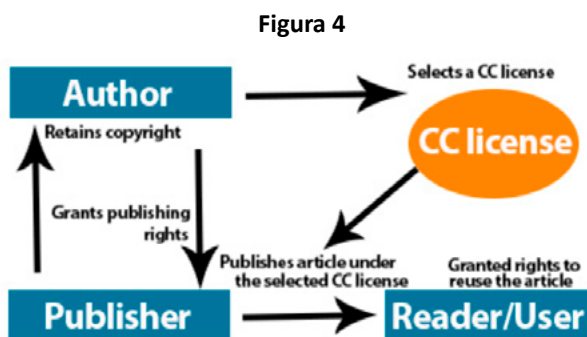 Figura 4
Selects a CC license
Author
Retains copyright
CC license
Grants publishing
rights
Publishes article under
the selected CC license
Granted rights to
reuse the article
Publisher
Reader/User